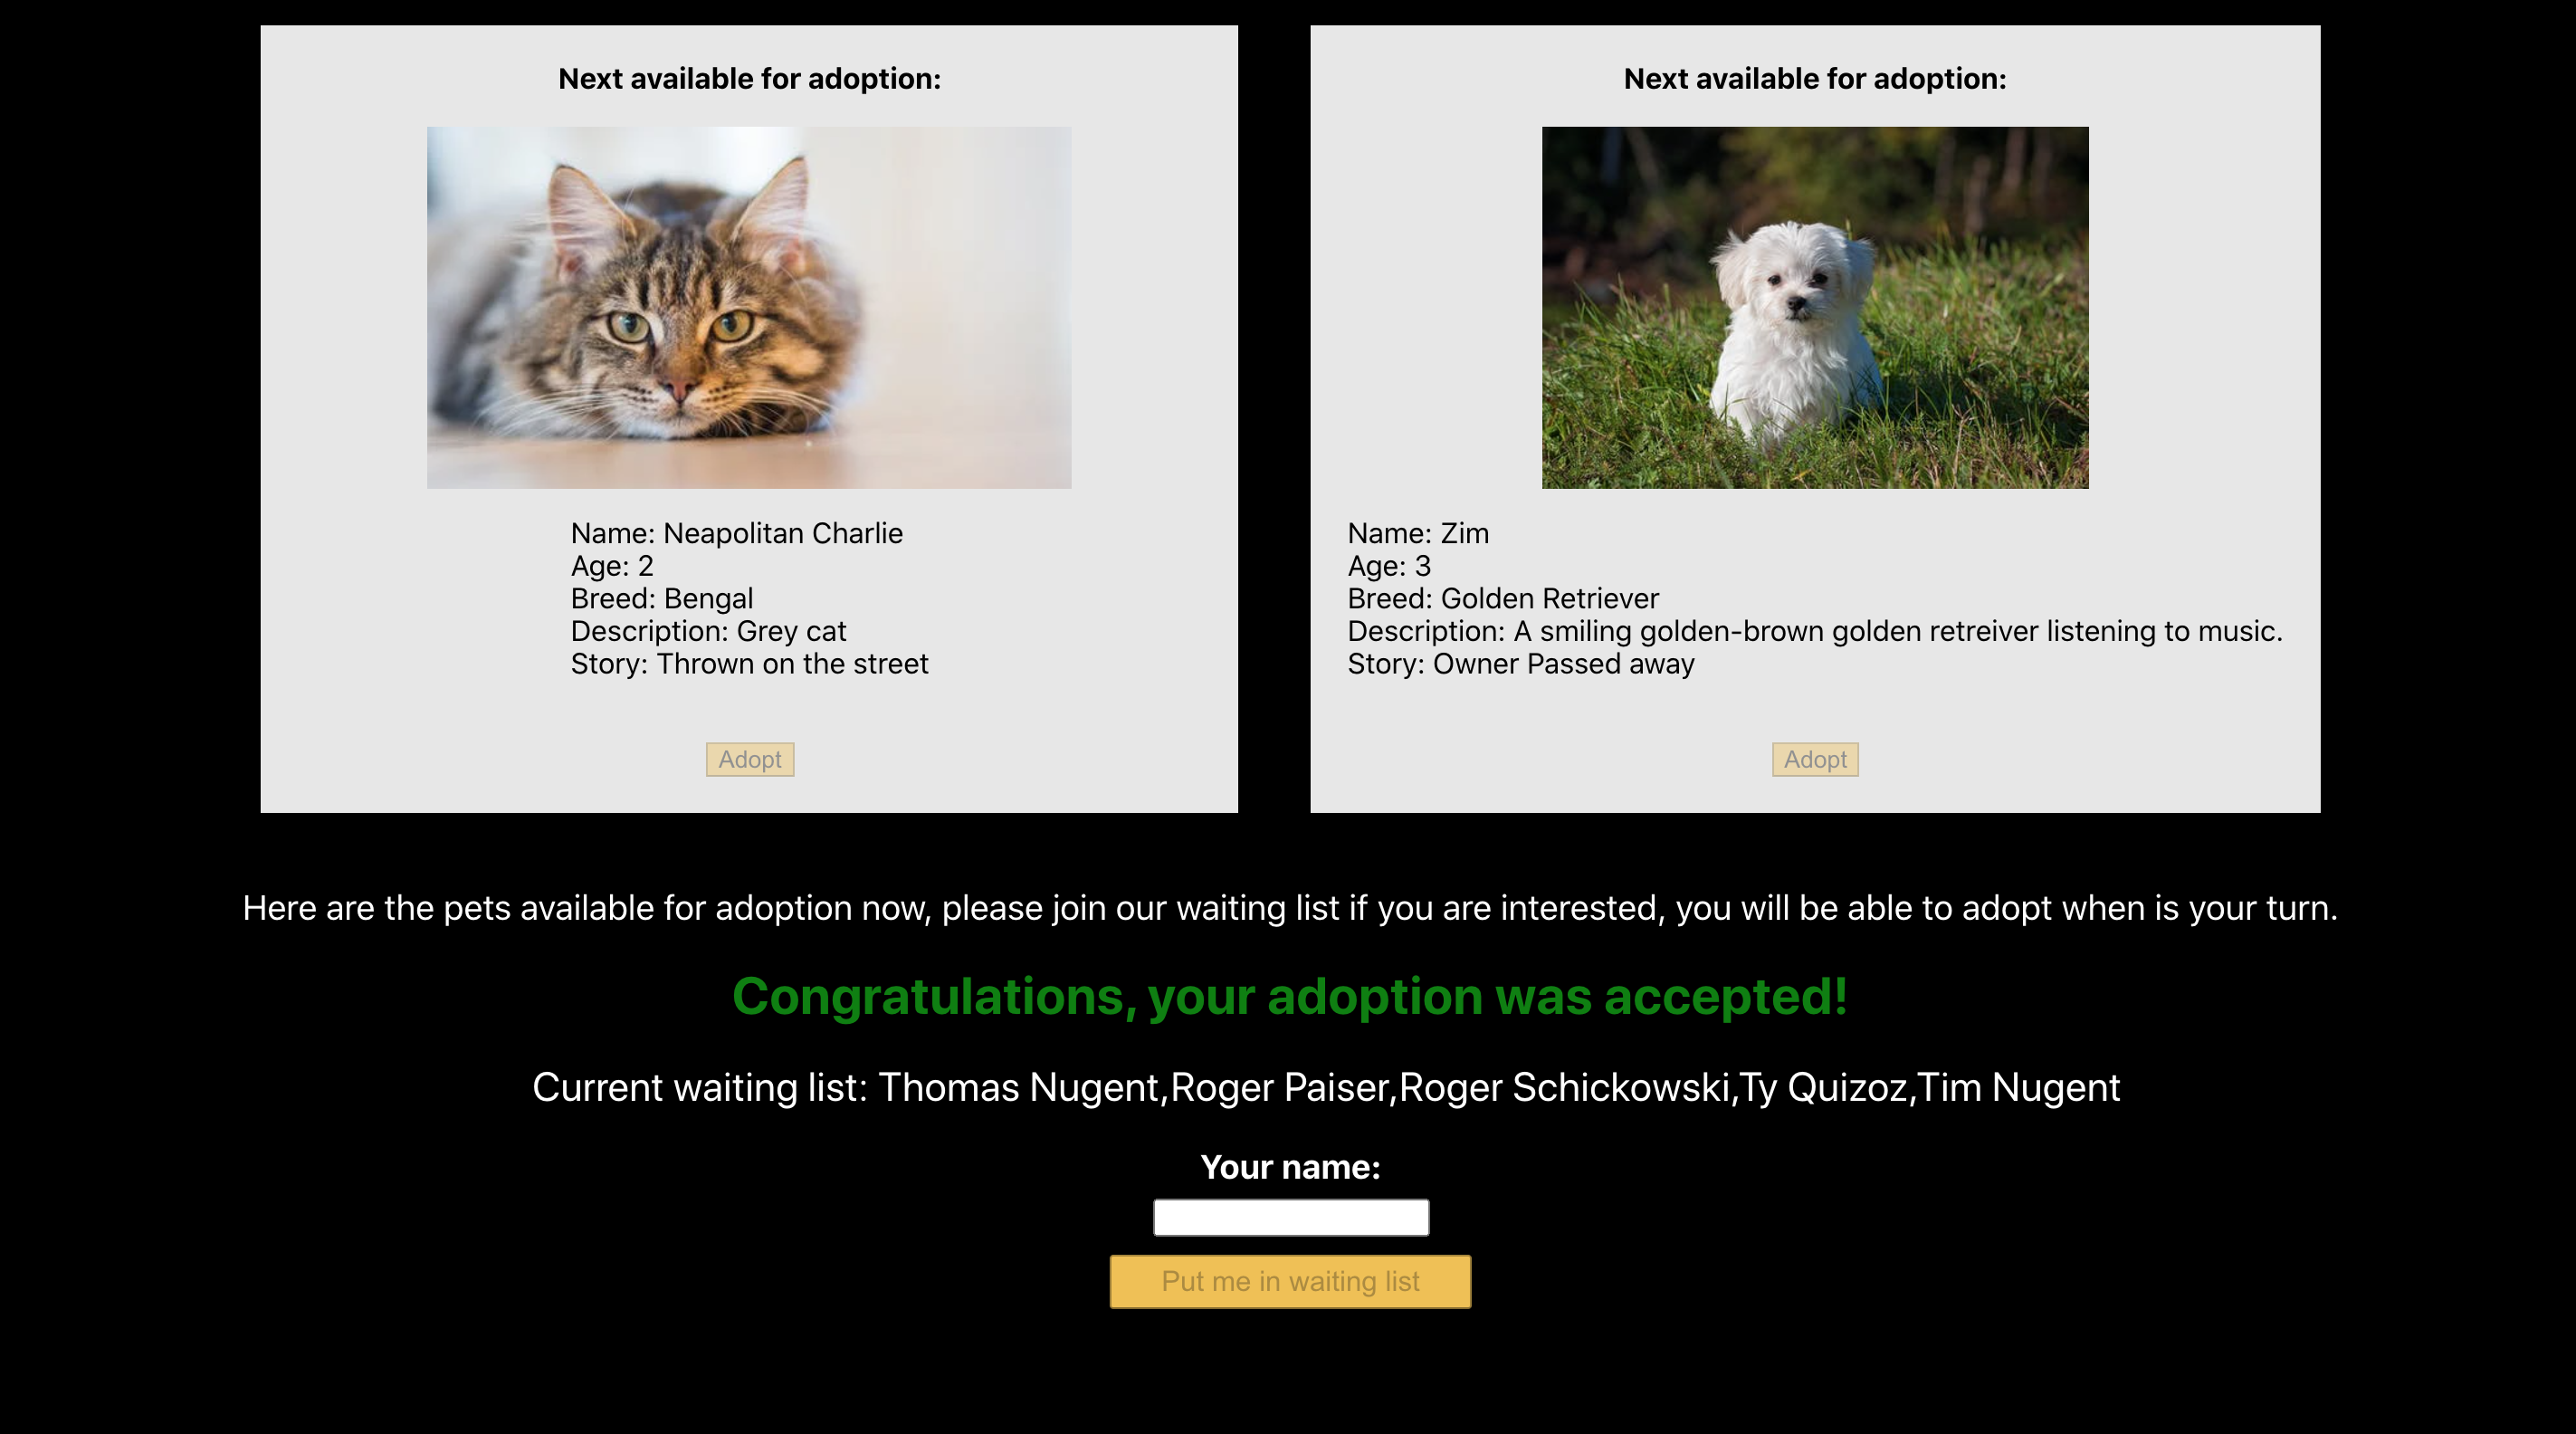 Next available for adoption:
Name: Neapolitan Charlie
Age: 2
Breed: Bengal
Description: Grey cat
Story: Thrown on the street
Adopt
Next available for adoption:
Name: Zim
Age: 3
Breed: Golden Retriever
Description: A smiling golden-brown golden retreiver listening to music.
Story: Owner Passed away
Adopt
Here are the pets available for adoption now, please join our waiting list if you are interested, you will be able to adopt when is your turn.
Congratulations, your adoption was accepted!
Current waiting list: Thomas Nugent,Roger Paiser,Roger Schickowski,Ty Quizoz,Tim Nugent
Your name:
Put me in waiting list